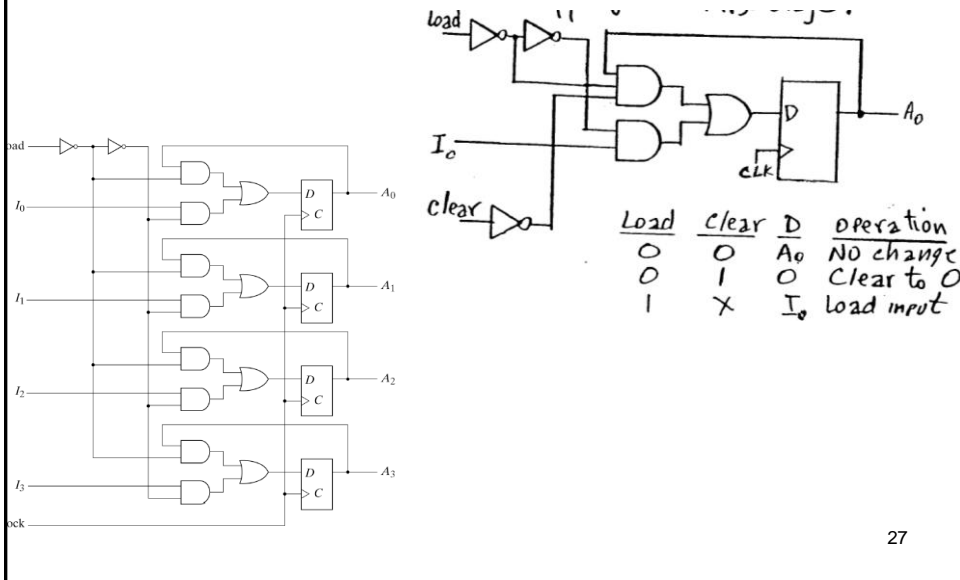 oad
I0
D
C
A0
I1
D
C
A1
I2
D
C
A2
I3
D
C
A3
ock
load
I0
clear
D
CLK
A0
Load Clear D operation
0 0 A0 No change
0 1 0 Clear to 0
1 X I0 Load input
27